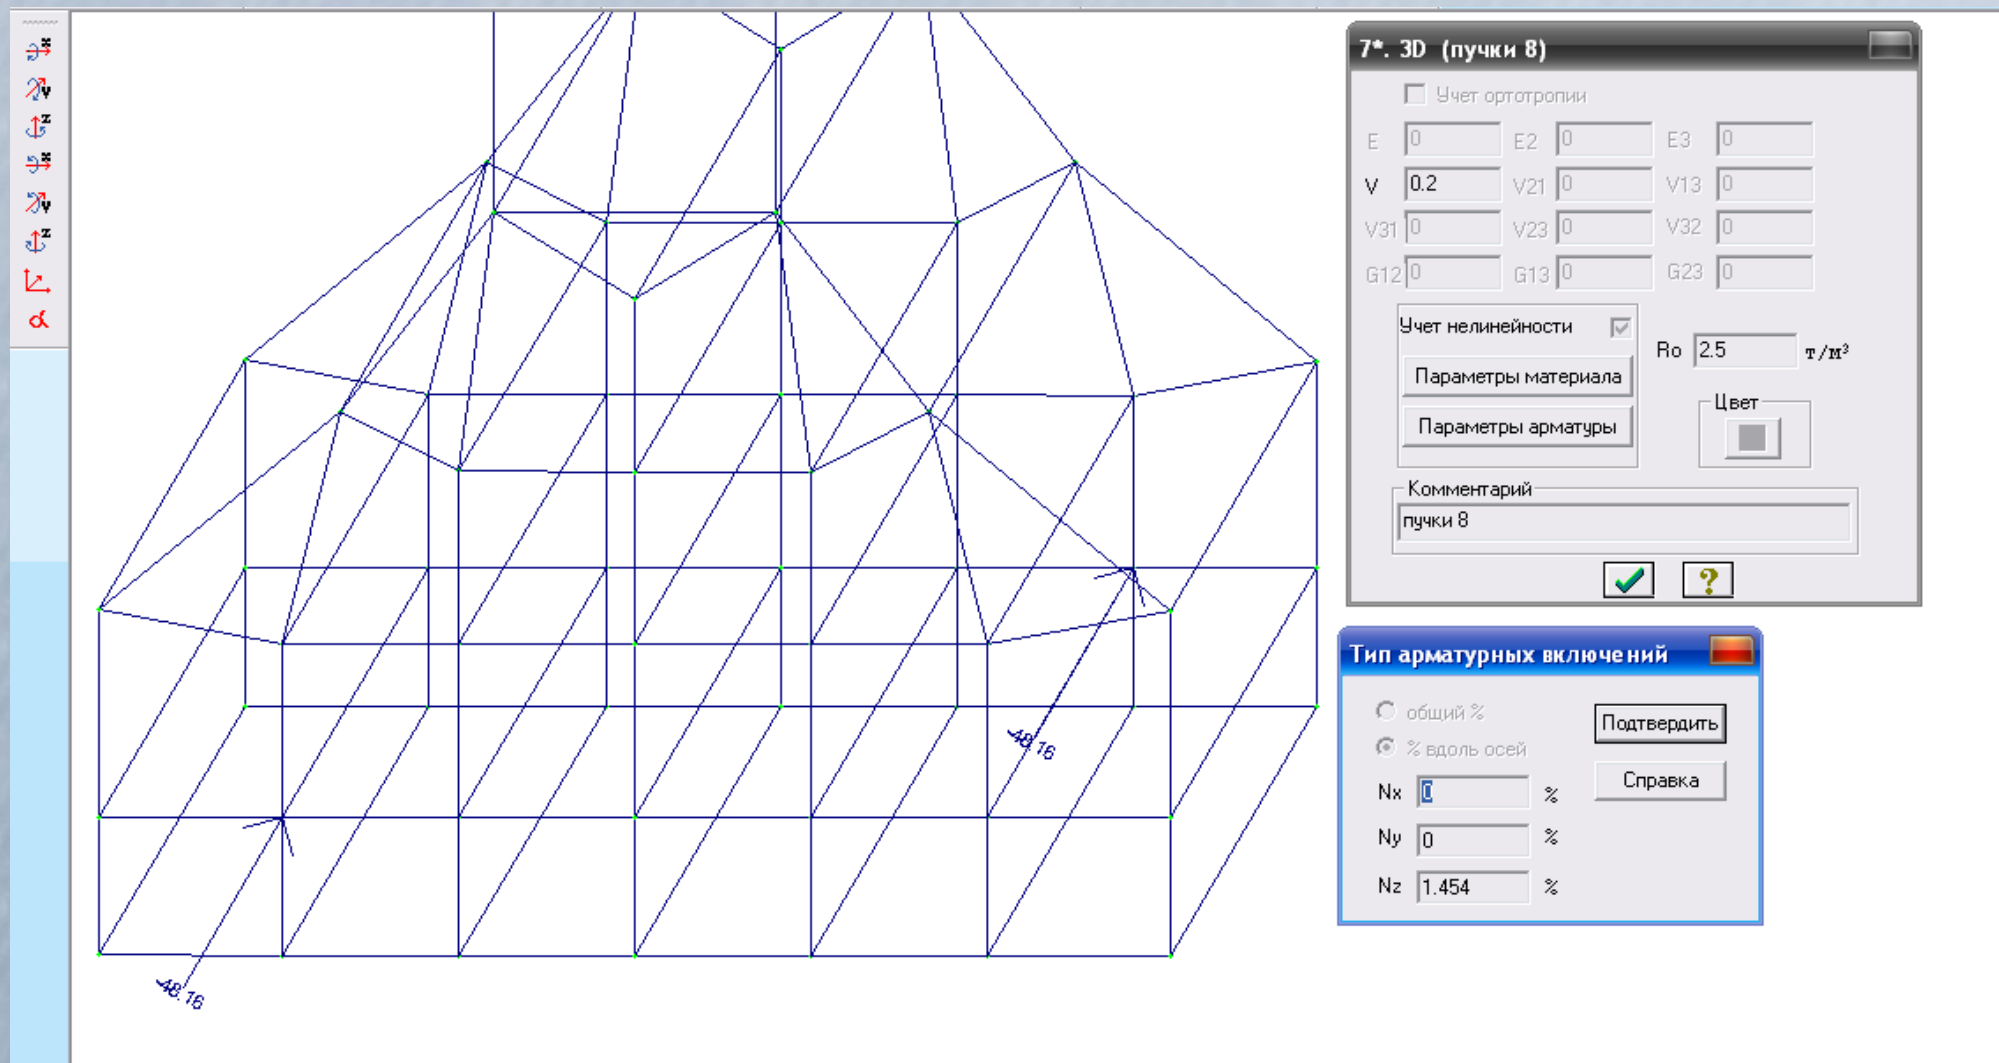 X
Y
Z
X
Y
Z
α
-48.16
-48.16
7*. 3D (пучки 8)
Учет ортотропии
E 0 E2 0 E3 0
V 0.2 V21 0 V13 0
V31 0 V23 0 V32 0
G12 0 G13 0 G23 0
Учет нелинейности
Параметры материала
Параметры арматуры
Ro 2.5 т/м³
Цвет
Комментарий
пучки 8
?
Тип арматурных включений
общий %
% вдоль осей
Подтвердить
Справка
Nx 0 %
Ny 0 %
Nz 1.454 %